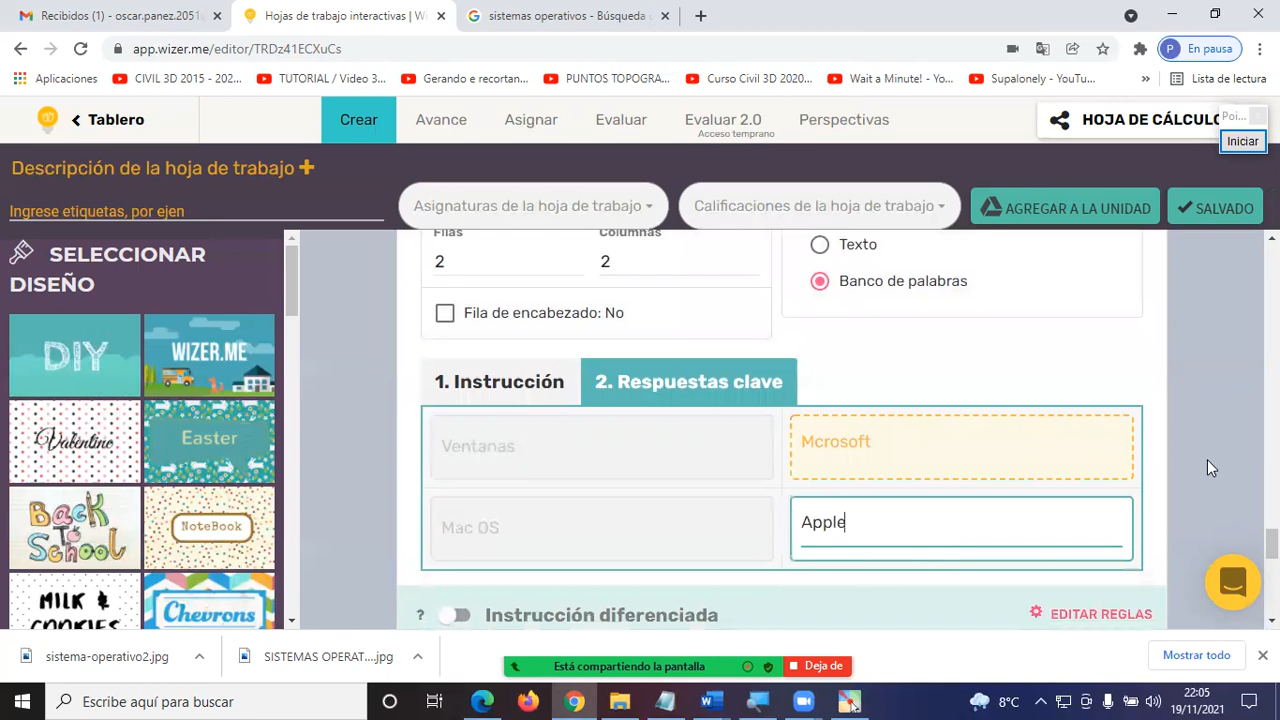 Recibidos (1) - oscar.panez.2051
Hojas de trabajo interactivas | Wi
sistemas operativos - Búsqueda
app.wizer.me/editor/TRDz41ECXuCs
P En pausa
Aplicaciones
CIVIL 3D 2015 - 202...
TUTORIAL / Video 3...
Gerando e recortan...
PUNTOS TOPOGRA...
Curso Civil 3D 2020...
Wait a Minute! - Yo...
Supalonely - YouTu...
»
Lista de lectura
Tablero
Crear
Avance
Asignar
Evaluar
Evaluar 2.0
Acceso temprano
Perspectivas
HOJA DE CÁLCULO
Poi...
Iniciar
Descripción de la hoja de trabajo +
Ingrese etiquetas, por ejen
Asignaturas de la hoja de trabajo
Calificaciones de la hoja de trabajo
AGREGAR A LA UNIDAD
SALVADO
SELECCIONAR
DISEÑO
DIY
WIZER.ME
Valentine
Easter
Back
To
School
NoteBook
MILK &
COOKIES
Chevrons
Filas
Columnas
2
2
Fila de encabezado: No
Texto
Banco de palabras
1. Instrucción
2. Respuestas clave
Ventanas
Mcrosoft
Mac OS
Apple
?
Instrucción diferenciada
EDITAR REGLAS
sistema-operativo2.jpg
SISTEMAS OPERAT....jpg
Está compartiendo la pantalla
Deja de
Mostrar todo
Escribe aquí para buscar
8°C
22:05
19/11/2021